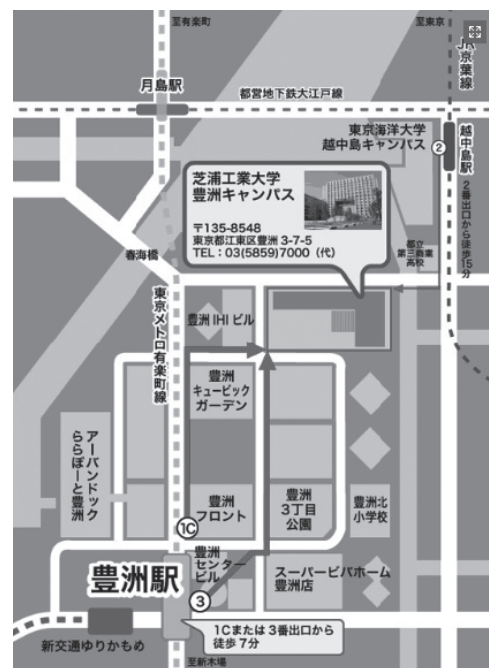 至有楽町
至東京
JR京葉線
月島駅
都営地下鉄大江戸線
東京海洋大学
越中島キャンパス
②
越中島駅
2番出口から徒歩15分
芝浦工業大学
豊洲キャンパス
〒135-8548
東京都江東区豊洲 3-7-5
TEL：03(5859)7000（代）
都立
第三商業
高校
春海橋
東京メトロ有楽町線
豊洲 IHI ビル
豊洲
キュービック
ガーデン
アーバンドック
ららぽーと豊洲
豊洲
フロント
豊洲
3丁目
公園
豊洲北
小学校
1C
豊洲
センター
ビル
豊洲駅
③
スーパービバホーム
豊洲店
1Cまたは 3番出口から
徒歩 7分
新交通ゆりかもめ
至新木場